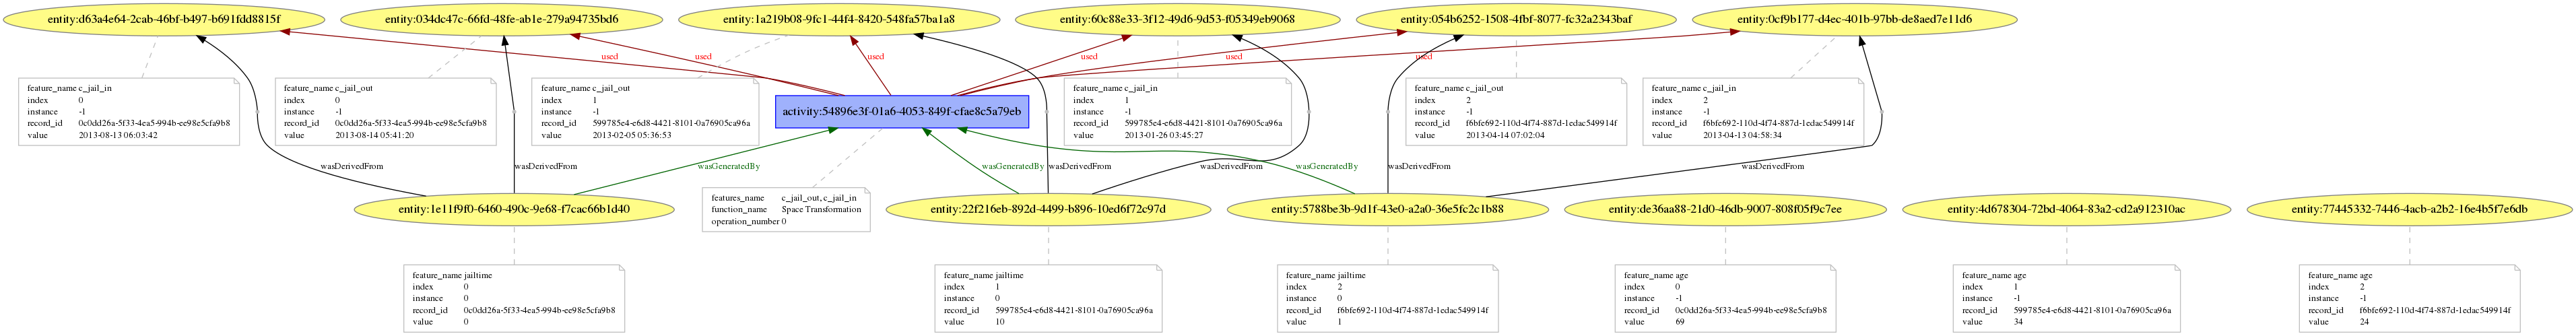 entity:d63a4e64-2cab-46bf-b497-b691fdd8815f
entity:034dc47c-66fd-48fe-ab1e-279a94735bd6
entity:1a219b08-9fc1-44f4-8420-548fa57ba1a8
entity:60c88e33-3f12-49d6-9d53-f05349eb9068
entity:054b6252-1508-4fbf-8077-fc32a2343baf
entity:0cf9b177-d4ec-401b-97bb-de8aed7e11d6
used
used
used
used
used
used
feature_name c_jail_in
index 0
instance -1
record_id 0c0dd26a-5f33-4ea5-994b-ee98e5cfa9b8
value 2013-08-13 06:03:42
feature_name c_jail_out
index 0
instance -1
record_id 0c0dd26a-5f33-4ea5-994b-ee98e5cfa9b8
value 2013-08-14 05:41:20
feature_name c_jail_out
index 1
instance -1
record_id 599785e4-e6d8-4421-8101-0a76905ca96a
value 2013-02-05 05:36:53
activity:54896e3f-01a6-4053-849f-cfae8c5a79eb
feature_name c_jail_in
index 1
instance -1
record_id 599785e4-e6d8-4421-8101-0a76905ca96a
value 2013-01-26 03:45:27
feature_name c_jail_out
index 2
instance -1
record_id f6bfe692-110d-4f74-887d-1edac549914f
value 2013-04-14 07:02:04
feature_name c_jail_in
index 2
instance -1
record_id f6bfe692-110d-4f74-887d-1edac549914f
value 2013-04-13 04:58:34
wasDerivedFrom
wasDerivedFrom
wasGeneratedBy
wasGeneratedBy
wasDerivedFrom
wasDerivedFrom
wasGeneratedBy
wasDerivedFrom
wasDerivedFrom
entity:1e11f9f0-6460-490c-9e68-f7cac66b1d40
features_name c_jail_out, c_jail_in
function_name Space Transformation
operation_number 0
entity:22f216eb-892d-4499-b896-10ed6f72c97d
entity:5788be3b-9d1f-43e0-a2a0-36e5fc2c1b88
entity:de36aa88-21d0-46db-9007-808f05f9c7ee
entity:4d678304-72bd-4064-83a2-cd2a912310ac
entity:77445332-7446-4acb-a2b2-16e4b5f7e6db
feature_name jailtime
index 0
instance 0
record_id 0c0dd26a-5f33-4ea5-994b-ee98e5cfa9b8
value 0
feature_name jailtime
index 1
instance 0
record_id 599785e4-e6d8-4421-8101-0a76905ca96a
value 10
feature_name jailtime
index 2
instance 0
record_id f6bfe692-110d-4f74-887d-1edac549914f
value 1
feature_name age
index 0
instance -1
record_id 0c0dd26a-5f33-4ea5-994b-ee98e5cfa9b8
value 69
feature_name age
index 1
instance -1
record_id 599785e4-e6d8-4421-8101-0a76905ca96a
value 34
feature_name age
index 2
instance -1
record_id f6bfe692-110d-4f74-887d-1edac549914f
value 24